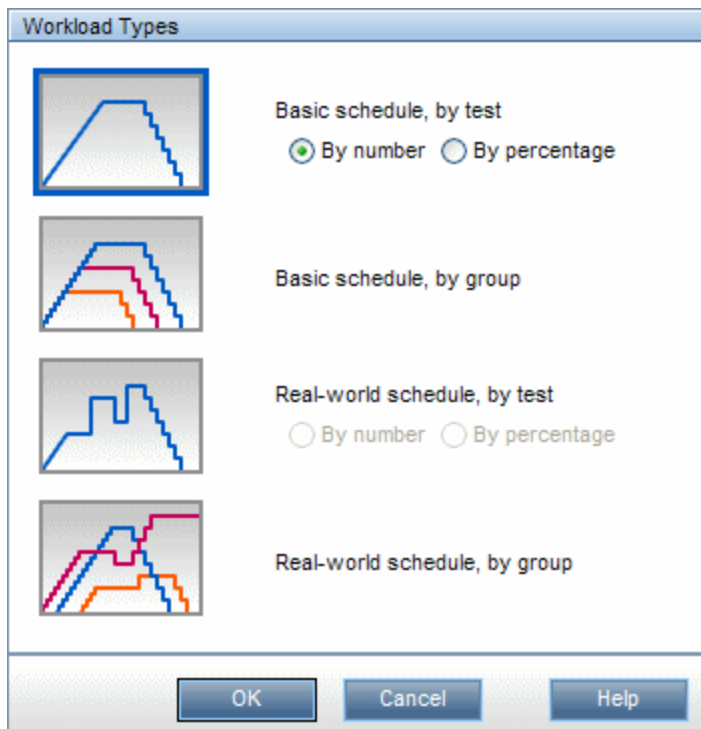 Workload Types
Basic schedule, by test
By number By percentage
Basic schedule, by group
Real-world schedule, by test
By number By percentage
Real-world schedule, by group
OK Cancel Help